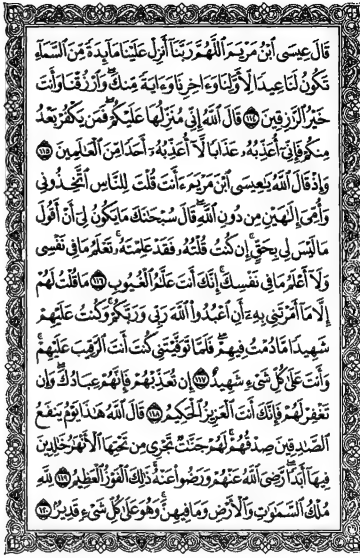 قَالَ عِيسَى ٱبْنُ مَرْيَمَ ٱللَّهُمَّ رَبَّنَآ أَنزِلْ عَلَيْنَا مَآئِدَةً مِّنَ ٱلسَّمَآءِ
تَكُونُ لَنَا عِيدًا لِّأَوَّلِنَا وَءَاخِرِنَا وَءَايَةً مِّنكَ ۖ وَٱرْزُقْنَا وَأَنتَ
خَيْرُ ٱلرَّٰزِقِينَ ١١٤ قَالَ ٱللَّهُ إِنِّى مُنَزِّلُهَا عَلَيْكُمْ ۖ فَمَن يَكْفُرْ بَعْدُ
مِنكُمْ فَإِنِّىٓ أُعَذِّبُهُۥ عَذَابًا لَّآ أُعَذِّبُهُۥٓ أَحَدًا مِّنَ ٱلْعَٰلَمِينَ ١١٥
وَإِذْ قَالَ ٱللَّهُ يَٰعِيسَى ٱبْنَ مَرْيَمَ ءَأَنتَ قُلْتَ لِلنَّاسِ ٱتَّخِذُونِى
وَأُمِّىَ إِلَٰهَيْنِ مِن دُونِ ٱللَّهِ ۖ قَالَ سُبْحَٰنَكَ مَا يَكُونُ لِىٓ أَنْ أَقُولَ
مَا لَيْسَ لِى بِحَقٍّ ۚ إِن كُنتُ قُلْتُهُۥ فَقَدْ عَلِمْتَهُۥ ۚ تَعْلَمُ مَا فِى نَفْسِى
وَلَآ أَعْلَمُ مَا فِى نَفْسِكَ ۚ إِنَّكَ أَنتَ عَلَّٰمُ ٱلْغُيُوبِ ١١٦ مَا قُلْتُ لَهُمْ
إِلَّا مَآ أَمَرْتَنِى بِهِۦٓ أَنِ ٱعْبُدُوا۟ ٱللَّهَ رَبِّى وَرَبَّكُمْ ۚ وَكُنتُ عَلَيْهِمْ
شَهِيدًا مَّا دُمْتُ فِيهِمْ ۖ فَلَمَّا تَوَفَّيْتَنِى كُنتَ أَنتَ ٱلرَّقِيبَ عَلَيْهِمْ ۚ
وَأَنتَ عَلَىٰ كُلِّ شَىْءٍ شَهِيدٌ ١١٧ إِن تُعَذِّبْهُمْ فَإِنَّهُمْ عِبَادُكَ ۖ وَإِن
تَغْفِرْ لَهُمْ فَإِنَّكَ أَنتَ ٱلْعَزِيزُ ٱلْحَكِيمُ ١١٨ قَالَ ٱللَّهُ هَٰذَا يَوْمُ يَنفَعُ
ٱلصَّٰدِقِينَ صِدْقُهُمْ ۚ لَهُمْ جَنَّٰتٌ تَجْرِى مِن تَحْتِهَا ٱلْأَنْهَٰرُ خَٰلِدِينَ
فِيهَآ أَبَدًا ۚ رَّضِىَ ٱللَّهُ عَنْهُمْ وَرَضُوا۟ عَنْهُ ۚ ذَٰلِكَ ٱلْفَوْزُ ٱلْعَظِيمُ ١١٩ لِلَّهِ
مُلْكُ ٱلسَّمَٰوَٰتِ وَٱلْأَرْضِ وَمَا فِيهِنَّ ۚ وَهُوَ عَلَىٰ كُلِّ شَىْءٍ قَدِيرٌۢ ١٢٠